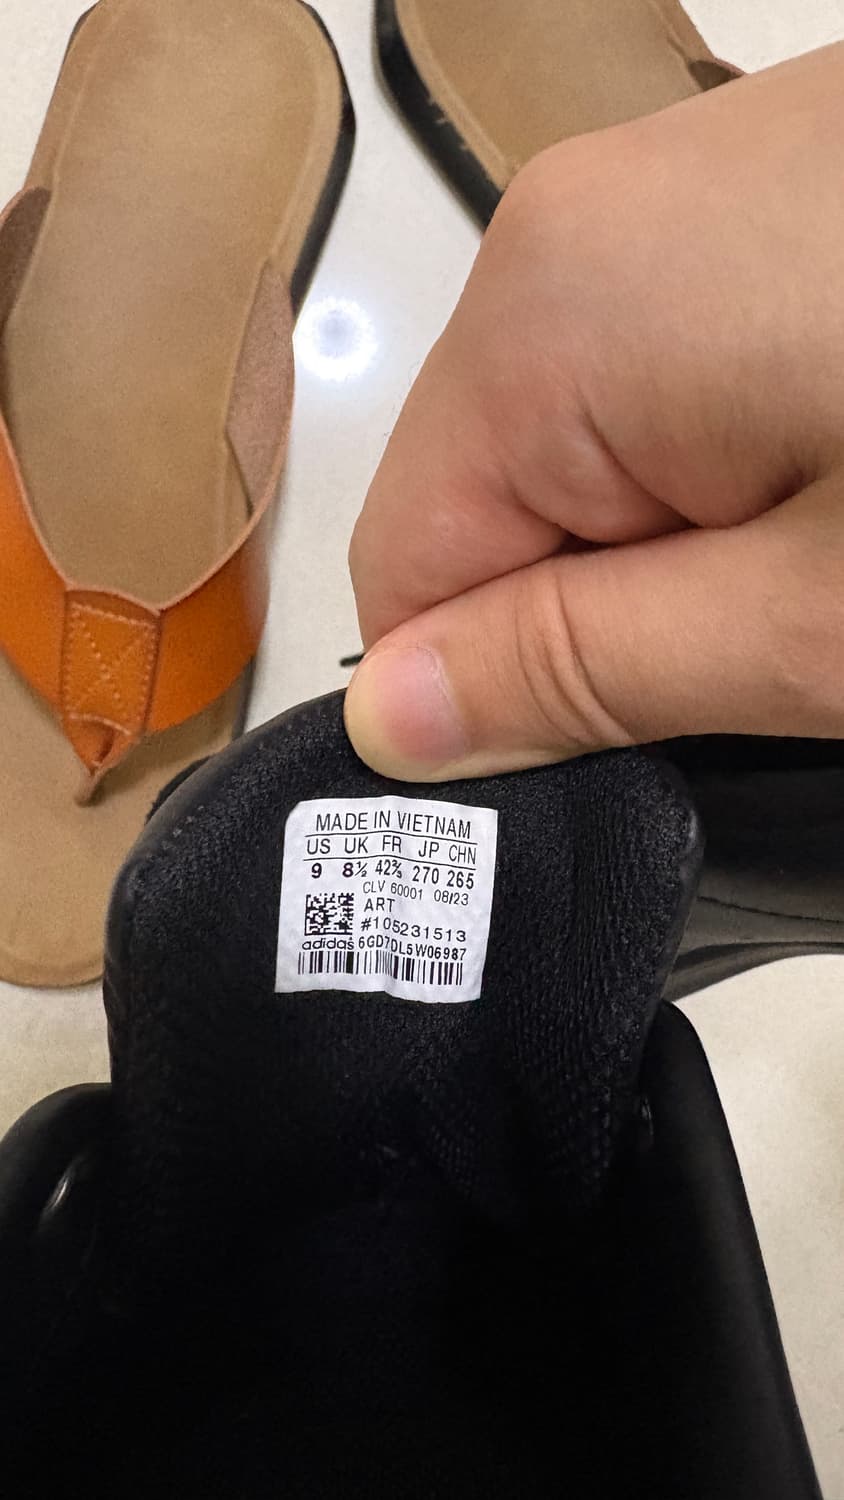 MADE IN VIETNAM
US UK FR JP CHN
9 8½ 42⅔ 270 265
CLV 60001 08/23
ART
#105231513
adidas 6GD7DL5W06987